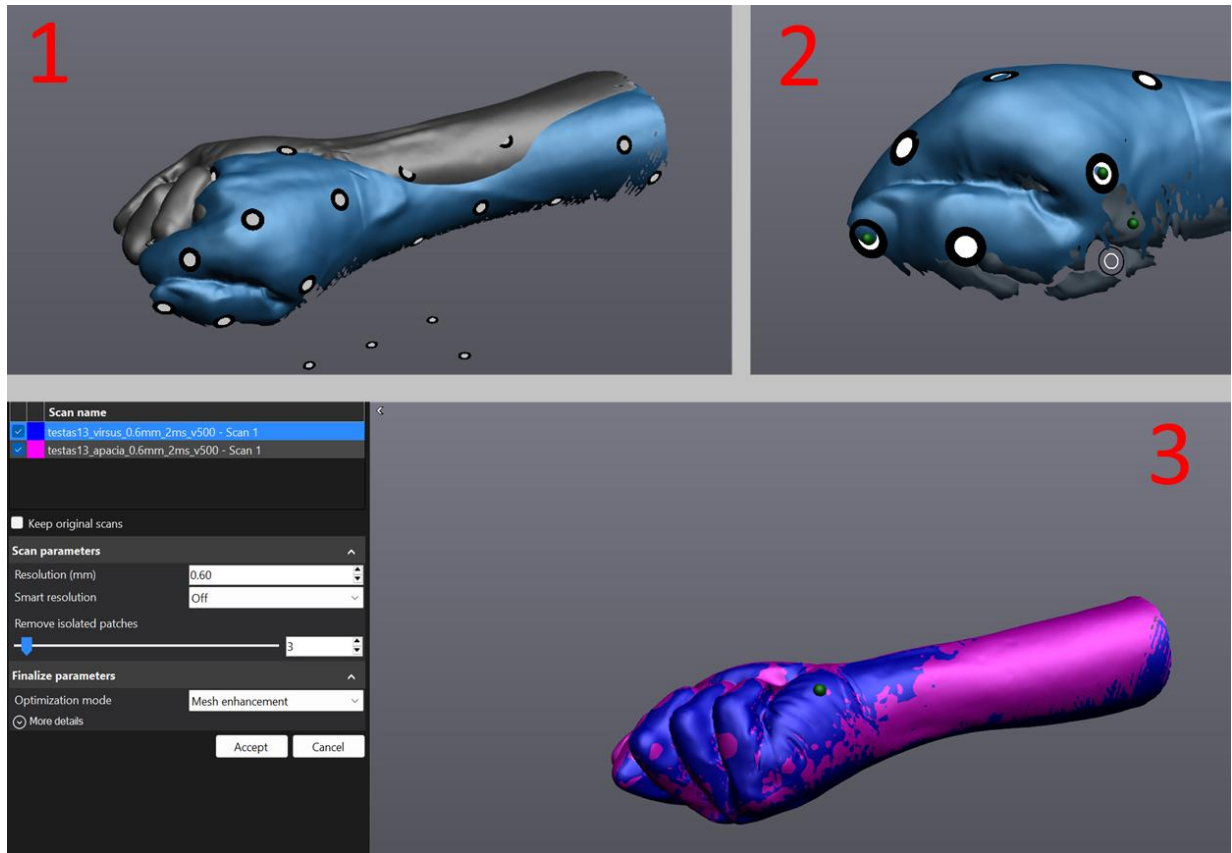 1
2
3
Scan name
testas13_virsus_0.6mm_2ms_v500 - Scan 1
testas13_apacia_0.6mm_2ms_v500 - Scan 1
Keep original scans
Scan parameters
Resolution (mm) 0.60
Smart resolution Off
Remove isolated patches
3
Finalize parameters
Optimization mode Mesh enhancement
More details
Accept Cancel